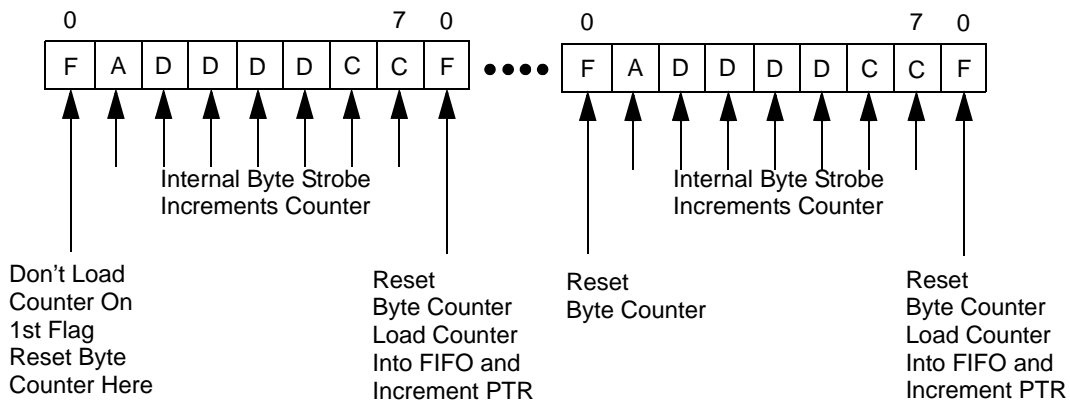 0 7 0 0 7 0
F A D D D D C C F •••• F A D D D D C C F
Internal Byte Strobe
Increments Counter
Internal Byte Strobe
Increments Counter
Don't Load
Counter On
1st Flag
Reset Byte
Counter Here
Reset
Byte Counter
Load Counter
Into FIFO and
Increment PTR
Reset
Byte Counter
Reset
Byte Counter
Load Counter
Into FIFO and
Increment PTR